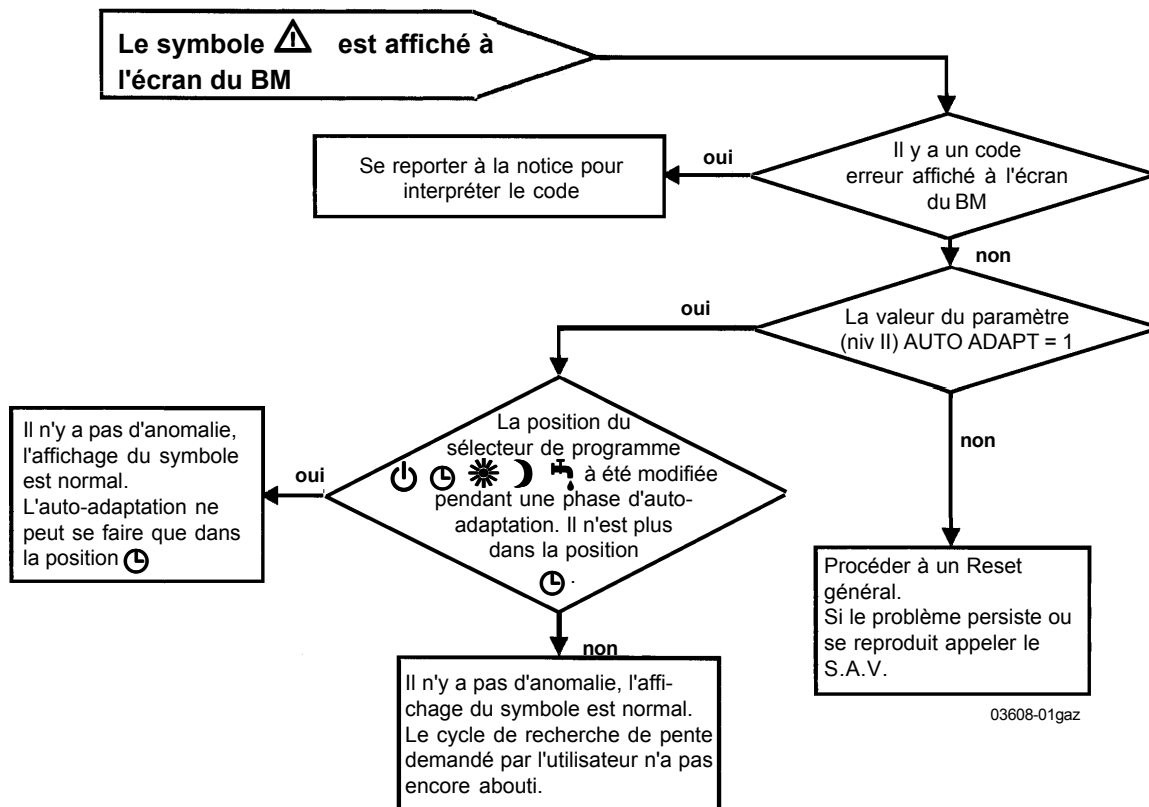 Le symbole ⚠ est affiché à
l'écran du BM
Il y a un code
erreur affiché à l'écran
du BM
oui
Se reporter à la notice pour
interpréter le code
non
La valeur du paramètre
(niv II) AUTO ADAPT = 1
oui
La position du
sélecteur de programme
à été modifiée
pendant une phase d'auto-
adaptation. Il n'est plus
dans la position
.
oui
Il n'y a pas d'anomalie,
l'affichage du symbole
est normal.
L'auto-adaptation ne
peut se faire que dans
la position
non
Il n'y a pas d'anomalie, l'affi-
chage du symbole est normal.
Le cycle de recherche de pente
demandé par l'utilisateur n'a pas
encore abouti.
non
Procéder à un Reset
général.
Si le problème persiste ou
se reproduit appeler le
S.A.V.
03608-01gaz